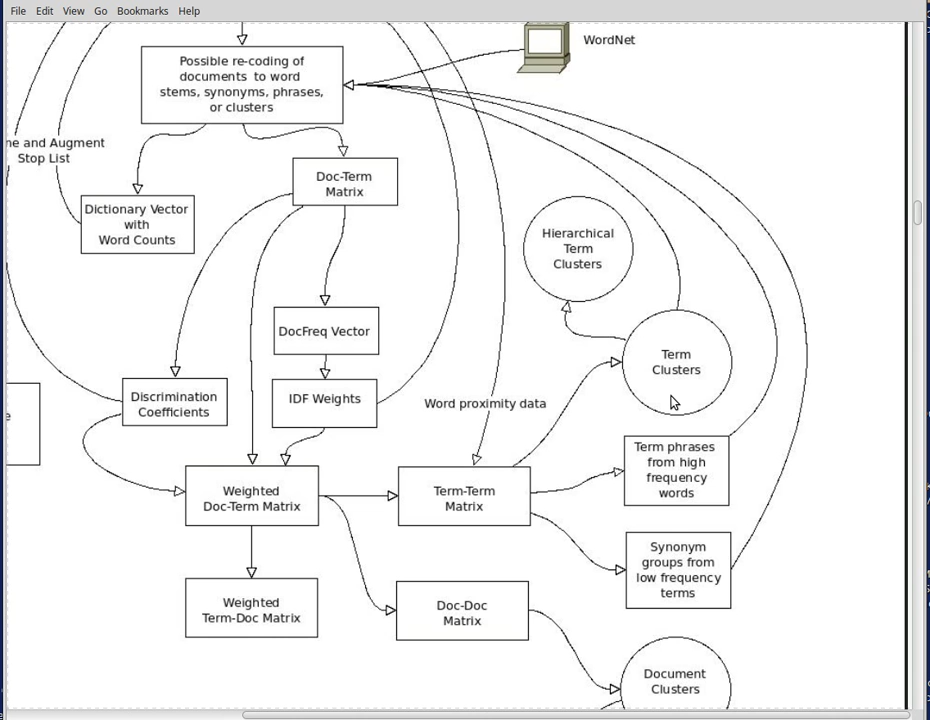 File Edit View Go Bookmarks Help
WordNet
Possible re-coding of
documents to word
stems, synonyms, phrases,
or clusters
and Augment
Stop List
Doc-Term
Matrix
Dictionary Vector
with
Word Counts
Hierarchical
Term
Clusters
DocFreq Vector
Term
Clusters
Discrimination
Coefficients
IDF Weights
Word proximity data
Term phrases
from high
frequency
words
Weighted
Doc-Term Matrix
Term-Term
Matrix
Synonym
groups from
low frequency
terms
Weighted
Term-Doc Matrix
Doc-Doc
Matrix
Document
Clusters